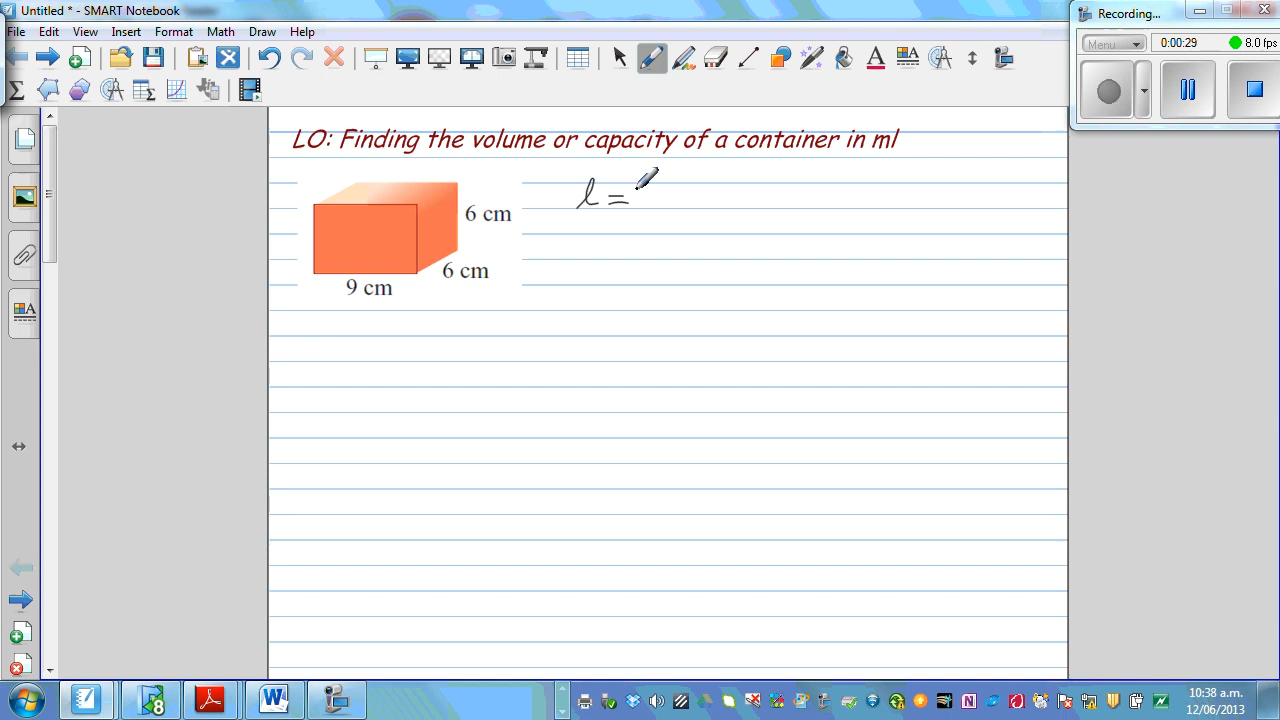 Untitled * - SMART Notebook
File Edit View Insert Format Math Draw Help
Recording...
Menu 0:00:29 8.0 fps
LO: Finding the volume or capacity of a container in ml
l =
6 cm
6 cm
9 cm
10:38 a.m.
12/06/2013